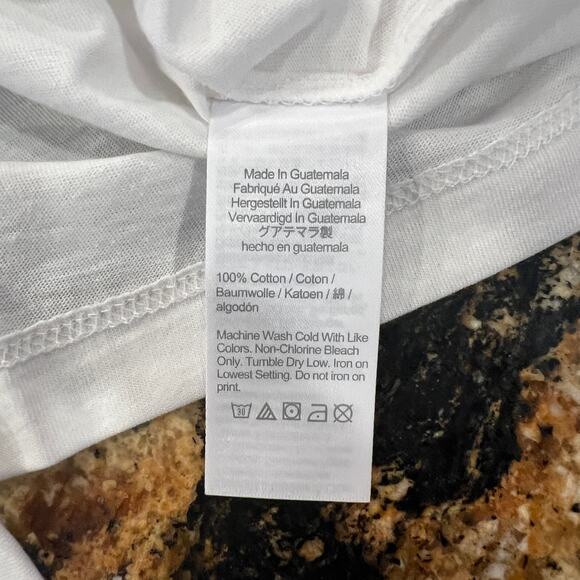 Made In Guatemala
Fabriqué Au Guatemala
Hergestellt In Guatemala
Vervaardigd In Guatemala
グアテマラ製
hecho en guatemala
100% Cotton / Coton /
Baumwolle / Katoen / 綿 /
algodón
Machine Wash Cold With Like
Colors. Non-Chlorine Bleach
Only. Tumble Dry Low. Iron on
Lowest Setting. Do not iron on
print.
30